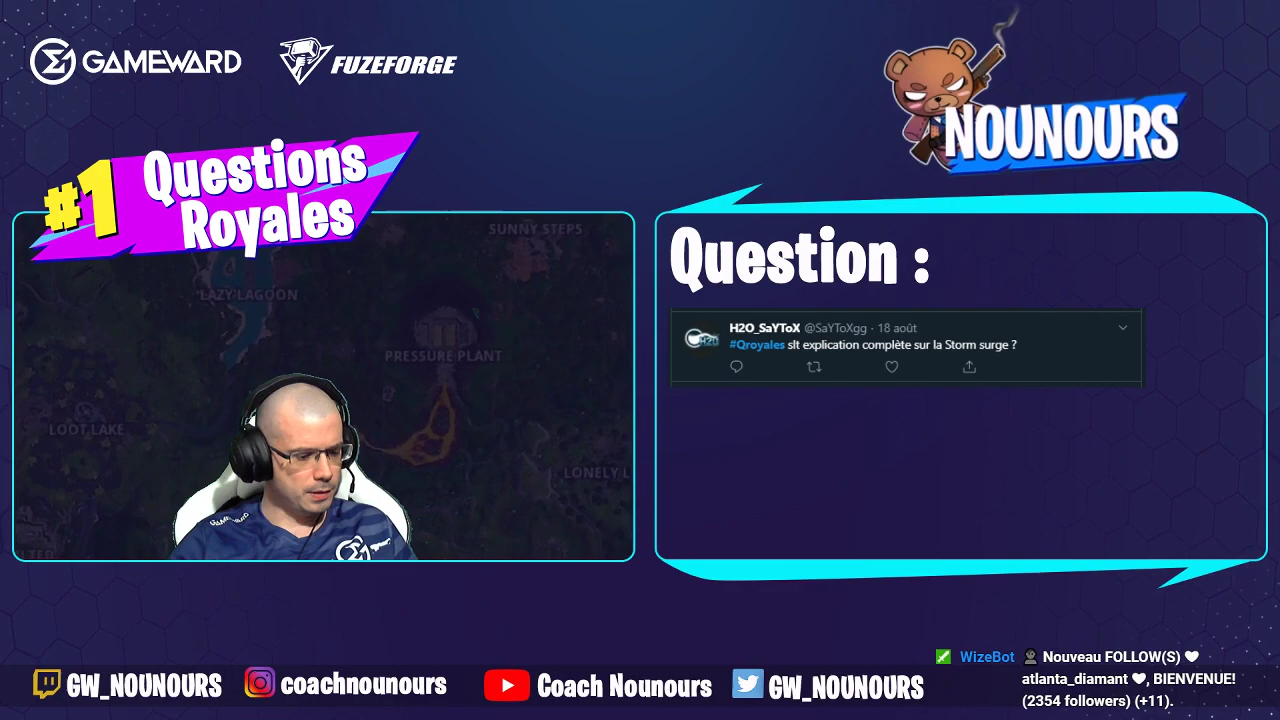 GAMEWARD
FUZEFORGE
NOUNOURS
#1 Questions
Royales
SUNNY STEPS
LAZY LAGOON
PRESSURE PLANT
LOOT LAKE
LONELY L
Question :
H2O_SaYToX @SaYToXgg · 18 août
#Qroyales slt explication complète sur la Storm surge ?
WizeBot Nouveau FOLLOW(S)
atlanta_diamant, BIENVENUE!
(2354 followers) (+11).
GW_NOUNOURS
coachnounours
Coach Nounours
GW_NOUNOURS